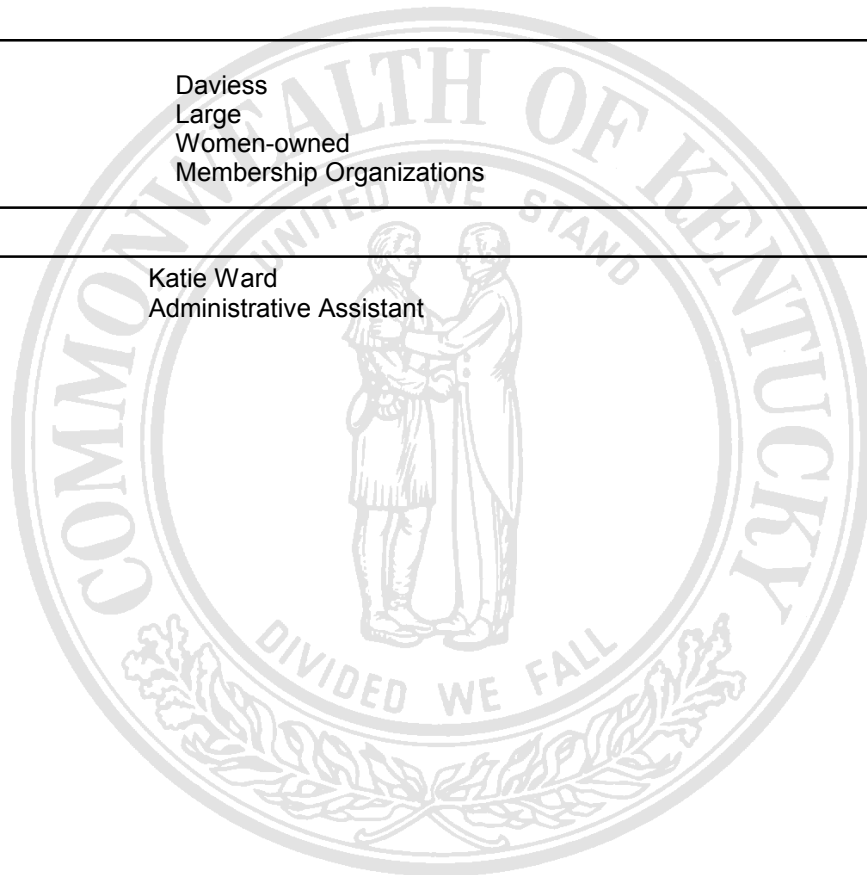 Daviess
Large
Women-owned
Membership Organizations
Katie Ward
Administrative Assistant
COMMONWEALTH OF KENTUCKY
UNITED WE STAND
DIVIDED WE FALL